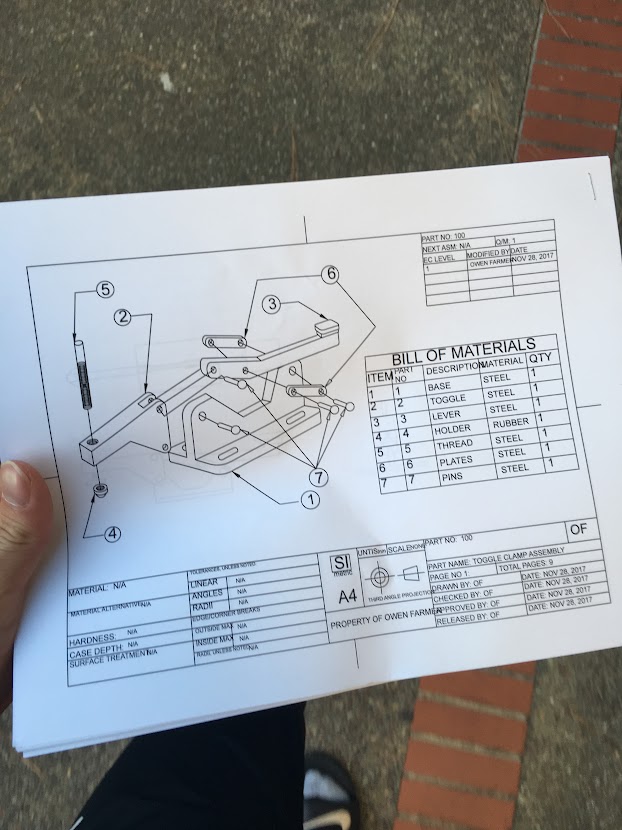 PART NO: 100
NEXT ASM: N/A Q/M, 1
EC LEVEL MODIFIED BY DATE
1 OWEN FARMER NOV 28, 2017
5
2
3
6
7
1
4
BILL OF MATERIALS
ITEM PART NO DESCRIPTION MATERIAL QTY
1 1 BASE STEEL 1
2 2 TOGGLE STEEL 1
3 3 LEVER STEEL 1
4 4 HOLDER RUBBER 1
5 5 THREAD STEEL 1
6 6 PLATES STEEL 1
7 7 PINS STEEL 1
MATERIAL: N/A
MATERIAL ALTERNATIVE N/A
HARDNESS: N/A
CASE DEPTH: N/A
SURFACE TREATMENT N/A
TOLERANCES, UNLESS NOTED
LINEAR N/A
ANGLES N/A
RADII N/A
EDGE/CORNER BREAKS
OUTSIDE MAX N/A
INSIDE MAX N/A
RADII, UNLESS NOTED N/A
SI
metric
A4
UNTIS mm SCALE NONE
THIRD ANGLE PROJECTION
PROPERTY OF OWEN FARMER
PART NO: 100
OF
PART NAME: TOGGLE CLAMP ASSEMBLY
PAGE NO 1: TOTAL PAGES: 9
DRAWN BY: OF DATE: NOV 28, 2017
CHECKED BY: OF DATE: NOV 28, 2017
APPROVED BY: OF DATE: NOV 28, 2017
RELEASED BY: OF DATE: NOV 28, 2017